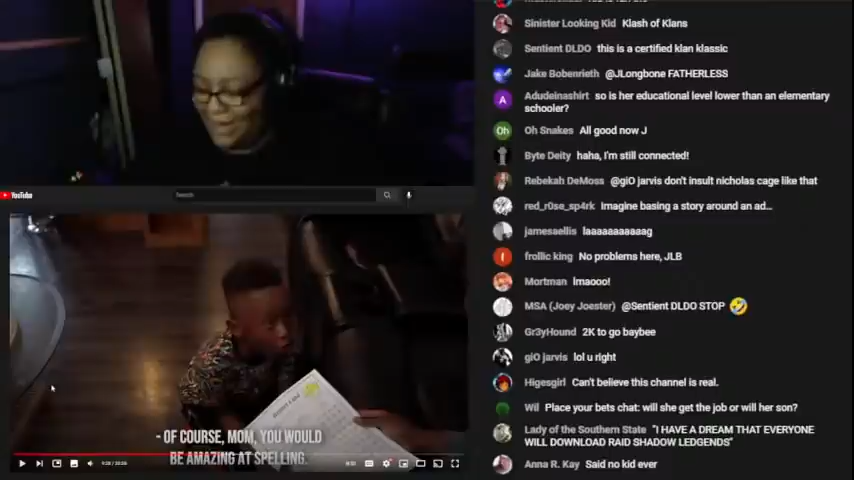 Sinister Looking Kid Klash of Klans
Sentient DLDO this is a certified klan klassic
Jake Bobenrieth @JLongbone FATHERLESS
A Adudeinashirt so is her educational level lower than an elementary
schooler?
Oh Oh Snakes All good now J
Byte Deity haha, I'm still connected!
Rebekah DeMoss @giO jarvis don't insult nicholas cage like that
YouTube
Search
red_r0se_sp4rk Imagine basing a story around an ad...
jamesaellis laaaaaaaaaag
f frollic king No problems here, JLB
Mortman lmaooo!
MSA (Joey Joester) @Sentient DLDO STOP 🤣
Gr3yHound 2K to go baybee
giO jarvis lol u right
Higesgirl Can't believe this channel is real.
Wil Place your bets chat: will she get the job or will her son?
Lady of the Southern State "I HAVE A DREAM THAT EVERYONE
WILL DOWNLOAD RAID SHADOW LEDGENDS"
Anna R. Kay Said no kid ever
- OF COURSE, MOM, YOU WOULD
BE AMAZING AT SPELLING.